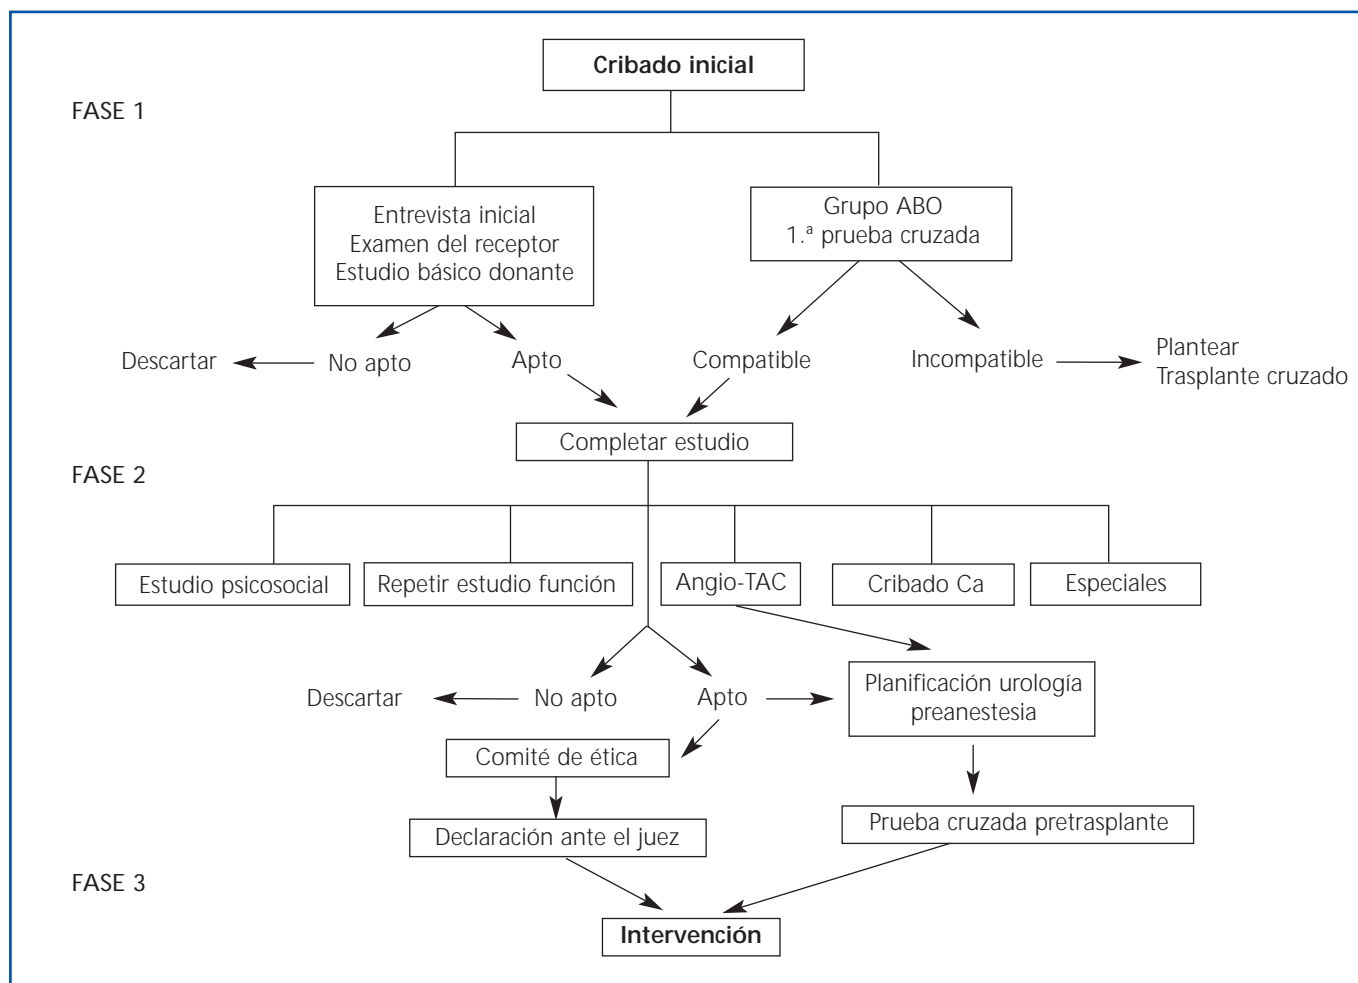 Cribado inicial
FASE 1
Entrevista inicial
Examen del receptor
Estudio básico donante
Grupo ABO
1.ª prueba cruzada
Descartar
No apto
Apto
Compatible
Incompatible
Plantear
Trasplante cruzado
Completar estudio
FASE 2
Estudio psicosocial
Repetir estudio función
Angio-TAC
Cribado Ca
Especiales
Descartar
No apto
Apto
Planificación urología
preanestesia
Comité de ética
Declaración ante el juez
Prueba cruzada pretrasplante
FASE 3
Intervención